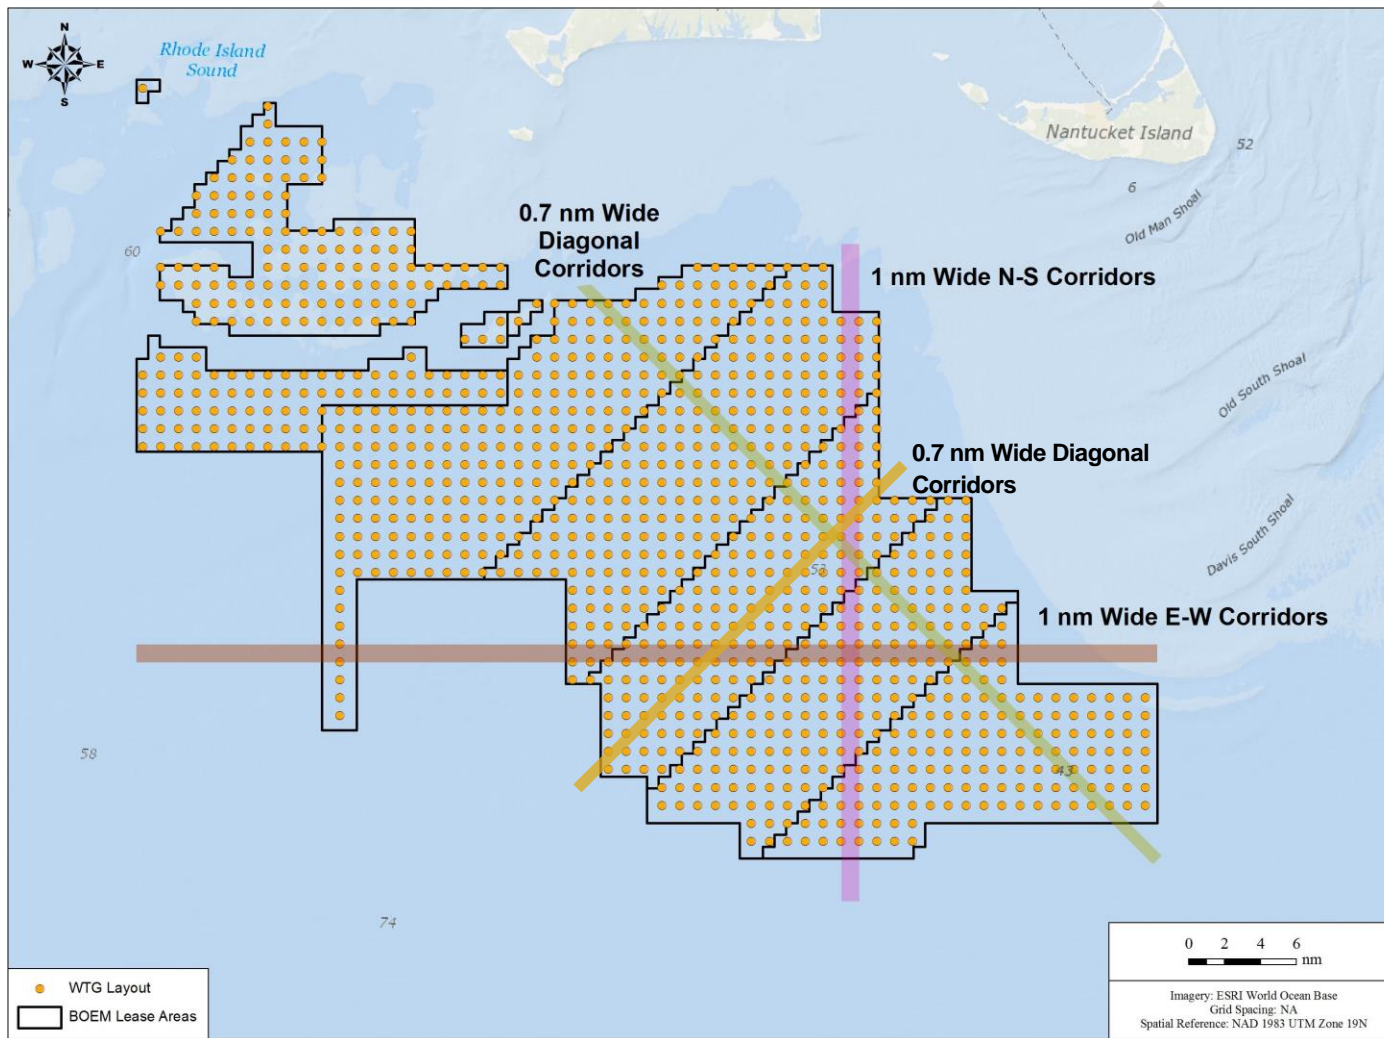 N
W E
S
Rhode Island
Sound
Nantucket Island
52
6
Old Man Shoal
60
0.7 nm Wide
Diagonal
Corridors
1 nm Wide N-S Corridors
Old South Shoal
0.7 nm Wide Diagonal
Corridors
Davis South Shoal
53
1 nm Wide E-W Corridors
58
43
74
0 2 4 6
nm
WTG Layout
BOEM Lease Areas
Imagery: ESRI World Ocean Base
Grid Spacing: NA
Spatial Reference: NAD 1983 UTM Zone 19N